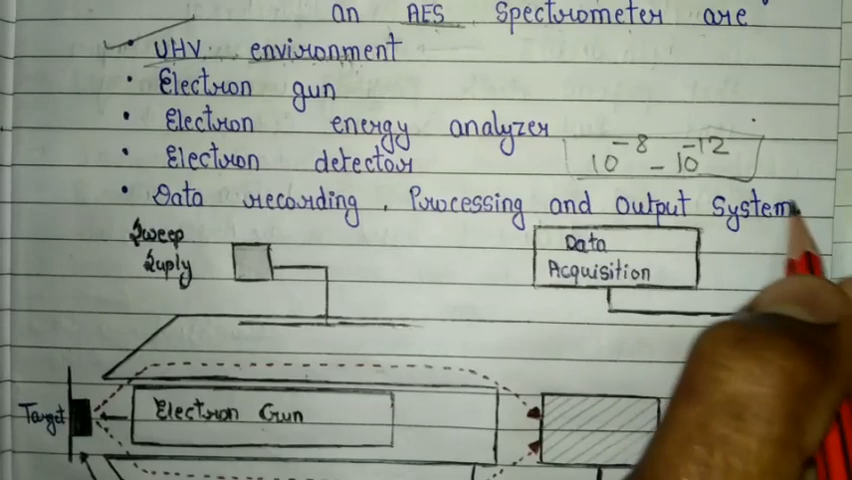 an AES Spectrometer are
• UHV environment
• Electron gun
• Electron energy analyzer
• Electron detector
10⁻⁸ – 10⁻¹²
• Data recording, Processing and Output System
Sweep
Suply
Data
Acquisition
Target
Electron Gun